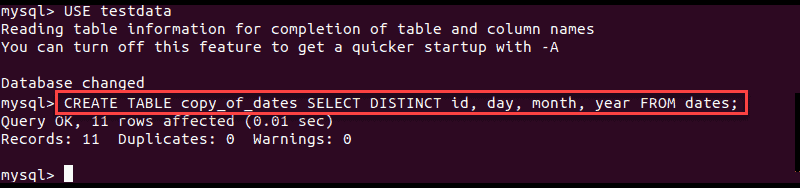 mysql> USE testdata
Reading table information for completion of table and column names
You can turn off this feature to get a quicker startup with -A
Database changed
mysql> CREATE TABLE copy_of_dates SELECT DISTINCT id, day, month, year FROM dates;
Query OK, 11 rows affected (0.01 sec)
Records: 11  Duplicates: 0  Warnings: 0
mysql>